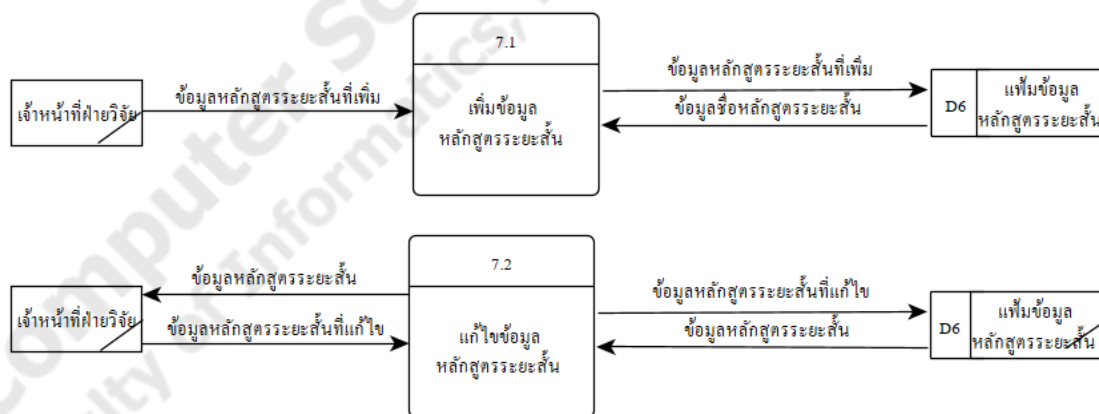 7.1
เจ้าหน้าที่ฝ่ายวิจัย
ข้อมูลหลักสูตรระยะสั้นที่เพิ่ม
เพิ่มข้อมูล
หลักสูตรระยะสั้น
ข้อมูลหลักสูตรระยะสั้นที่เพิ่ม
ข้อมูลชื่อหลักสูตรระยะสั้น
D6
แฟ้มข้อมูล
หลักสูตรระยะสั้น
7.2
เจ้าหน้าที่ฝ่ายวิจัย
ข้อมูลหลักสูตรระยะสั้น
ข้อมูลหลักสูตรระยะสั้นที่แก้ไข
แก้ไขข้อมูล
หลักสูตรระยะสั้น
ข้อมูลหลักสูตรระยะสั้นที่แก้ไข
ข้อมูลหลักสูตรระยะสั้น
D6
แฟ้มข้อมูล
หลักสูตรระยะสั้น
omputer Sc
lty of Informatics,